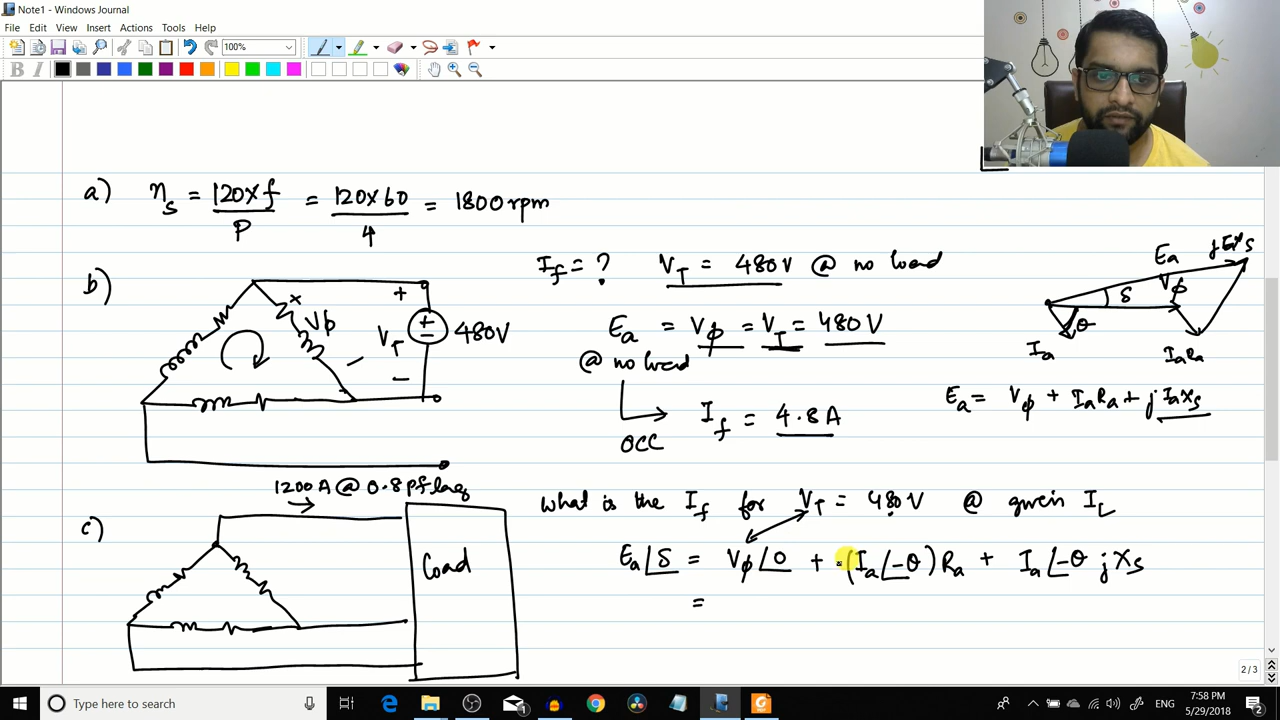 Note1 - Windows Journal
File Edit View Insert Actions Tools Help
100%
B I
a) ηs = 120×f / P = 120×60 / 4 = 1800 rpm
b)
+ Vφ -
+ VT -
480V
If = ? VT = 480V @ no load
Ea = Vφ = VT = 480V
@ no load
OCC
If = 4.8 A
Ea
δ
Vφ
θ
Ia
IaRa
Ea = Vφ + IaRa + jIaXs
c)
1200 A @ 0.8 pf lag
Load
What is the If for VT = 480V @ given IL
Ea∠δ = Vφ∠0 + (Ia∠-θ)Ra + Ia∠-θ jXs
=
2/3
Type here to search
ENG
7:58 PM
5/29/2018